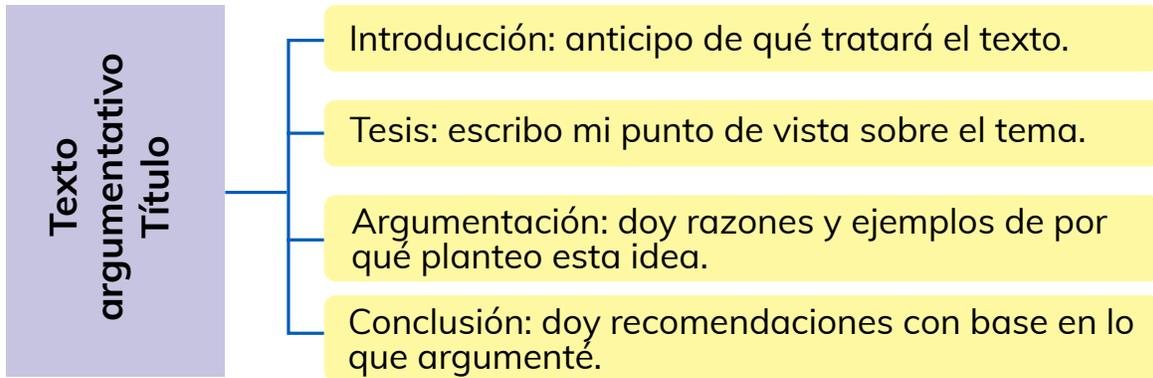 Texto
argumentativo
Título
Introducción: anticipo de qué tratará el texto.
Tesis: escribo mi punto de vista sobre el tema.
Argumentación: doy razones y ejemplos de por
qué planteo esta idea.
Conclusión: doy recomendaciones con base en lo
que argumenté.